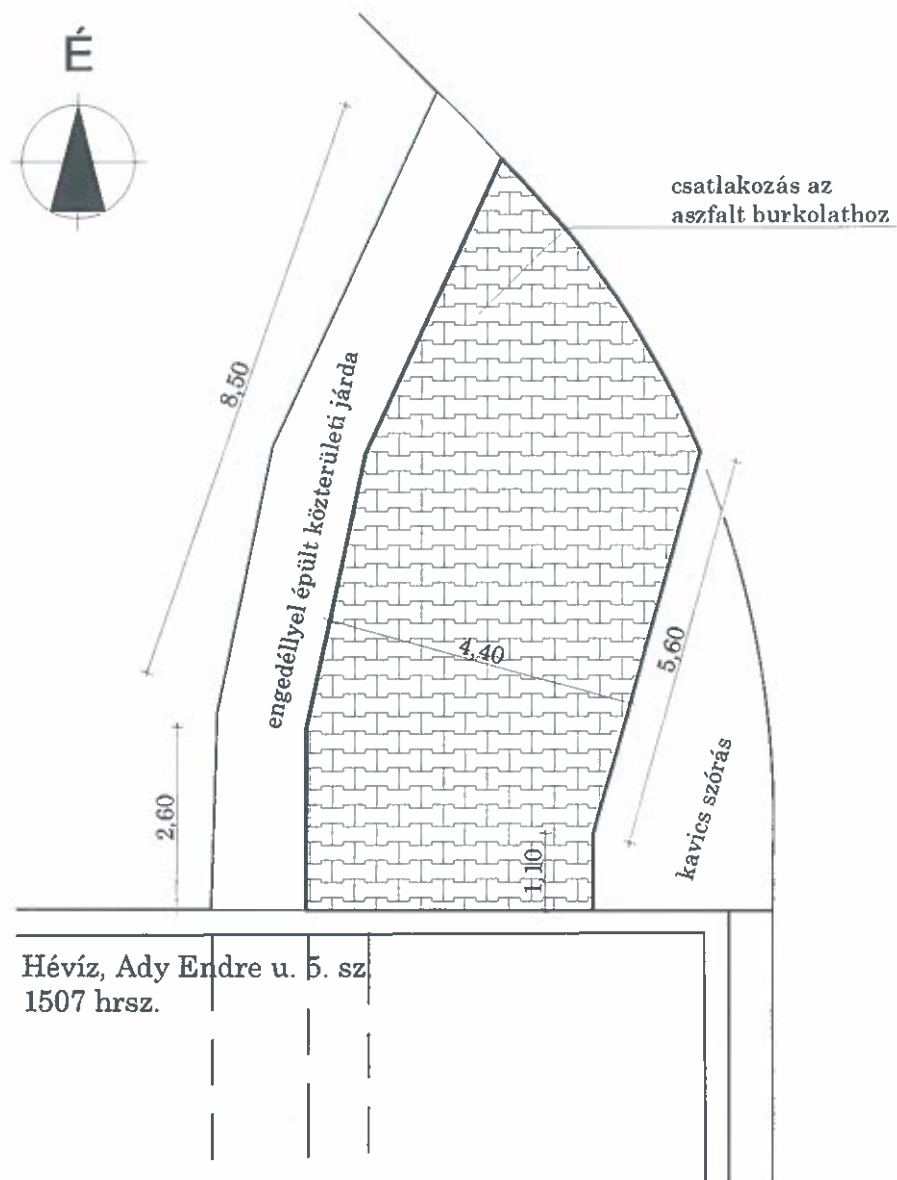 É
csatlakozás az
aszfalt burkolathoz
8,50
engedéllyel épült közterületi járda
4,40
5,60
2,60
1,10
kavics szórás
Hévíz, Ady Endre u. 5. sz
1507 hrsz.